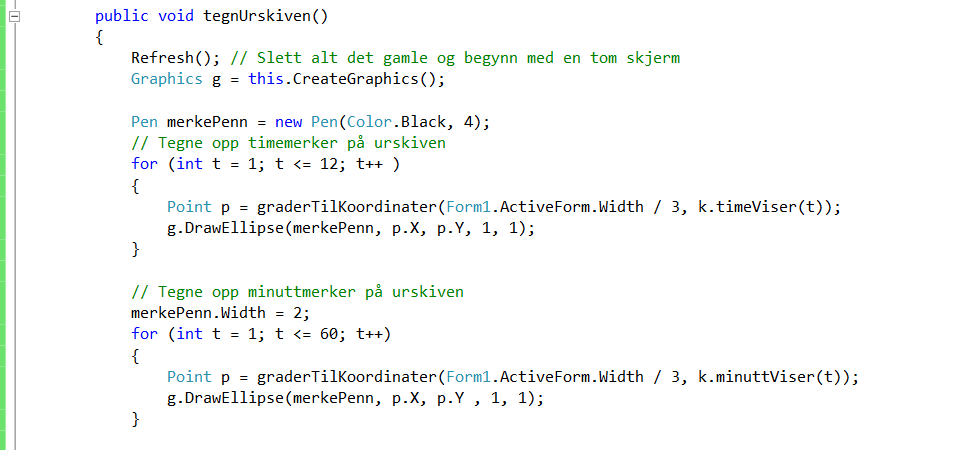 public void tegnUrskiven()
{
Refresh(); // Slett alt det gamle og begynn med en tom skjerm
Graphics g = this.CreateGraphics();
Pen merkePenn = new Pen(Color.Black, 4);
// Tegne opp timemerker på urskiven
for (int t = 1; t <= 12; t++ )
{
Point p = graderTilKoordinater(Form1.ActiveForm.Width / 3, k.timeViser(t));
g.DrawEllipse(merkePenn, p.X, p.Y, 1, 1);
}
// Tegne opp minuttmerker på urskiven
merkePenn.Width = 2;
for (int t = 1; t <= 60; t++)
{
Point p = graderTilKoordinater(Form1.ActiveForm.Width / 3, k.minuttViser(t));
g.DrawEllipse(merkePenn, p.X, p.Y , 1, 1);
}